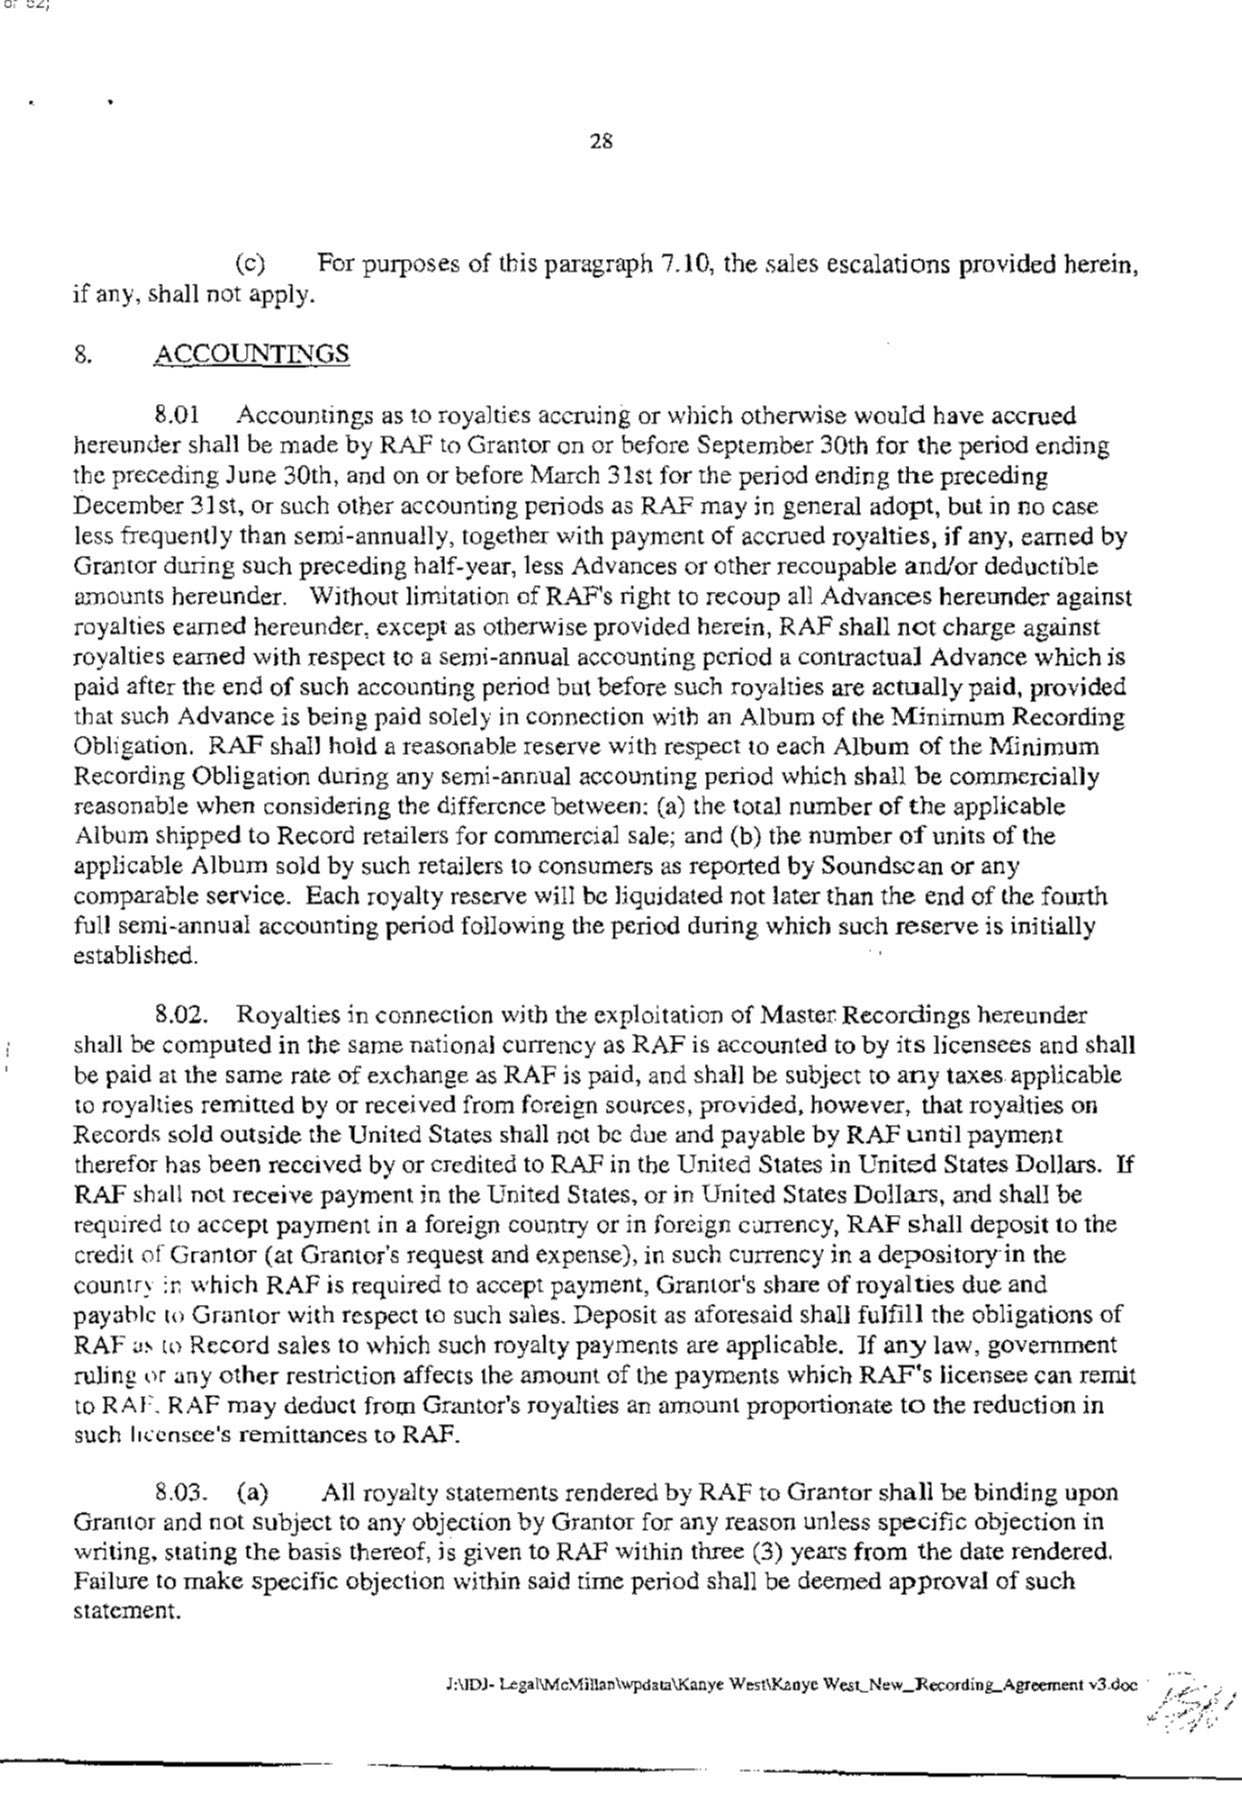 28
(c) For purposes of this paragraph 7.10, the sales escalations provided herein,
if any, shall not apply.
8. ACCOUNTINGS
8.01 Accountings as to royalties accruing or which otherwise would have accrued
hereunder shall be made by RAF to Grantor on or before September 30th for the period ending
the preceding June 30th, and on or before March 31st for the period ending the preceding
December 31st, or such other accounting periods as RAF may in general adopt, but in no case
less frequently than semi-annually, together with payment of accrued royalties, if any, earned by
Grantor during such preceding half-year, less Advances or other recoupable and/or deductible
amounts hereunder. Without limitation of RAF's right to recoup all Advances hereunder against
royalties earned hereunder, except as otherwise provided herein, RAF shall not charge against
royalties earned with respect to a semi-annual accounting period a contractual Advance which is
paid after the end of such accounting period but before such royalties are actually paid, provided
that such Advance is being paid solely in connection with an Album of the Minimum Recording
Obligation. RAF shall hold a reasonable reserve with respect to each Album of the Minimum
Recording Obligation during any semi-annual accounting period which shall be commercially
reasonable when considering the difference between: (a) the total number of the applicable
Album shipped to Record retailers for commercial sale; and (b) the number of units of the
applicable Album sold by such retailers to consumers as reported by Soundscan or any
comparable service. Each royalty reserve will be liquidated not later than the end of the fourth
full semi-annual accounting period following the period during which such reserve is initially
established.
8.02. Royalties in connection with the exploitation of Master Recordings hereunder
shall be computed in the same national currency as RAF is accounted to by its licensees and shall
be paid at the same rate of exchange as RAF is paid, and shall be subject to any taxes applicable
to royalties remitted by or received from foreign sources, provided, however, that royalties on
Records sold outside the United States shall not be due and payable by RAF until payment
therefor has been received by or credited to RAF in the United States in United States Dollars. If
RAF shall not receive payment in the United States, or in United States Dollars, and shall be
required to accept payment in a foreign country or in foreign currency, RAF shall deposit to the
credit of Grantor (at Grantor's request and expense), in such currency in a depository in the
country in which RAF is required to accept payment, Grantor's share of royalties due and
payable to Grantor with respect to such sales. Deposit as aforesaid shall fulfill the obligations of
RAF as to Record sales to which such royalty payments are applicable. If any law, government
ruling or any other restriction affects the amount of the payments which RAF's licensee can remit
to RAF. RAF may deduct from Grantor's royalties an amount proportionate to the reduction in
such licensee's remittances to RAF.
8.03. (a) All royalty statements rendered by RAF to Grantor shall be binding upon
Grantor and not subject to any objection by Grantor for any reason unless specific objection in
writing, stating the basis thereof, is given to RAF within three (3) years from the date rendered.
Failure to make specific objection within said time period shall be deemed approval of such
statement.
J:\IDJ- Legal\McMillan\wpdata\Kanye West\Kanye West_New_Recording_Agreement v3.doc